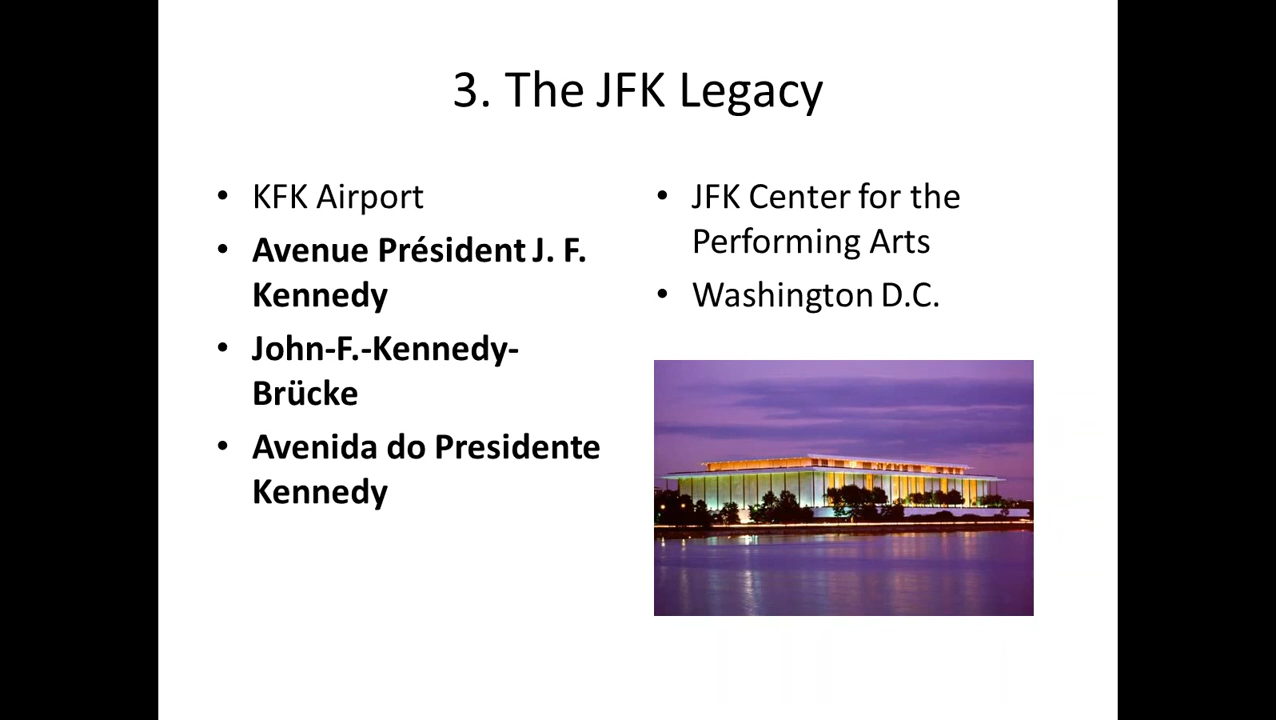 3. The JFK Legacy
• KFK Airport
• Avenue Président J. F.
Kennedy
• John-F.-Kennedy-
Brücke
• Avenida do Presidente
Kennedy
• JFK Center for the
Performing Arts
• Washington D.C.